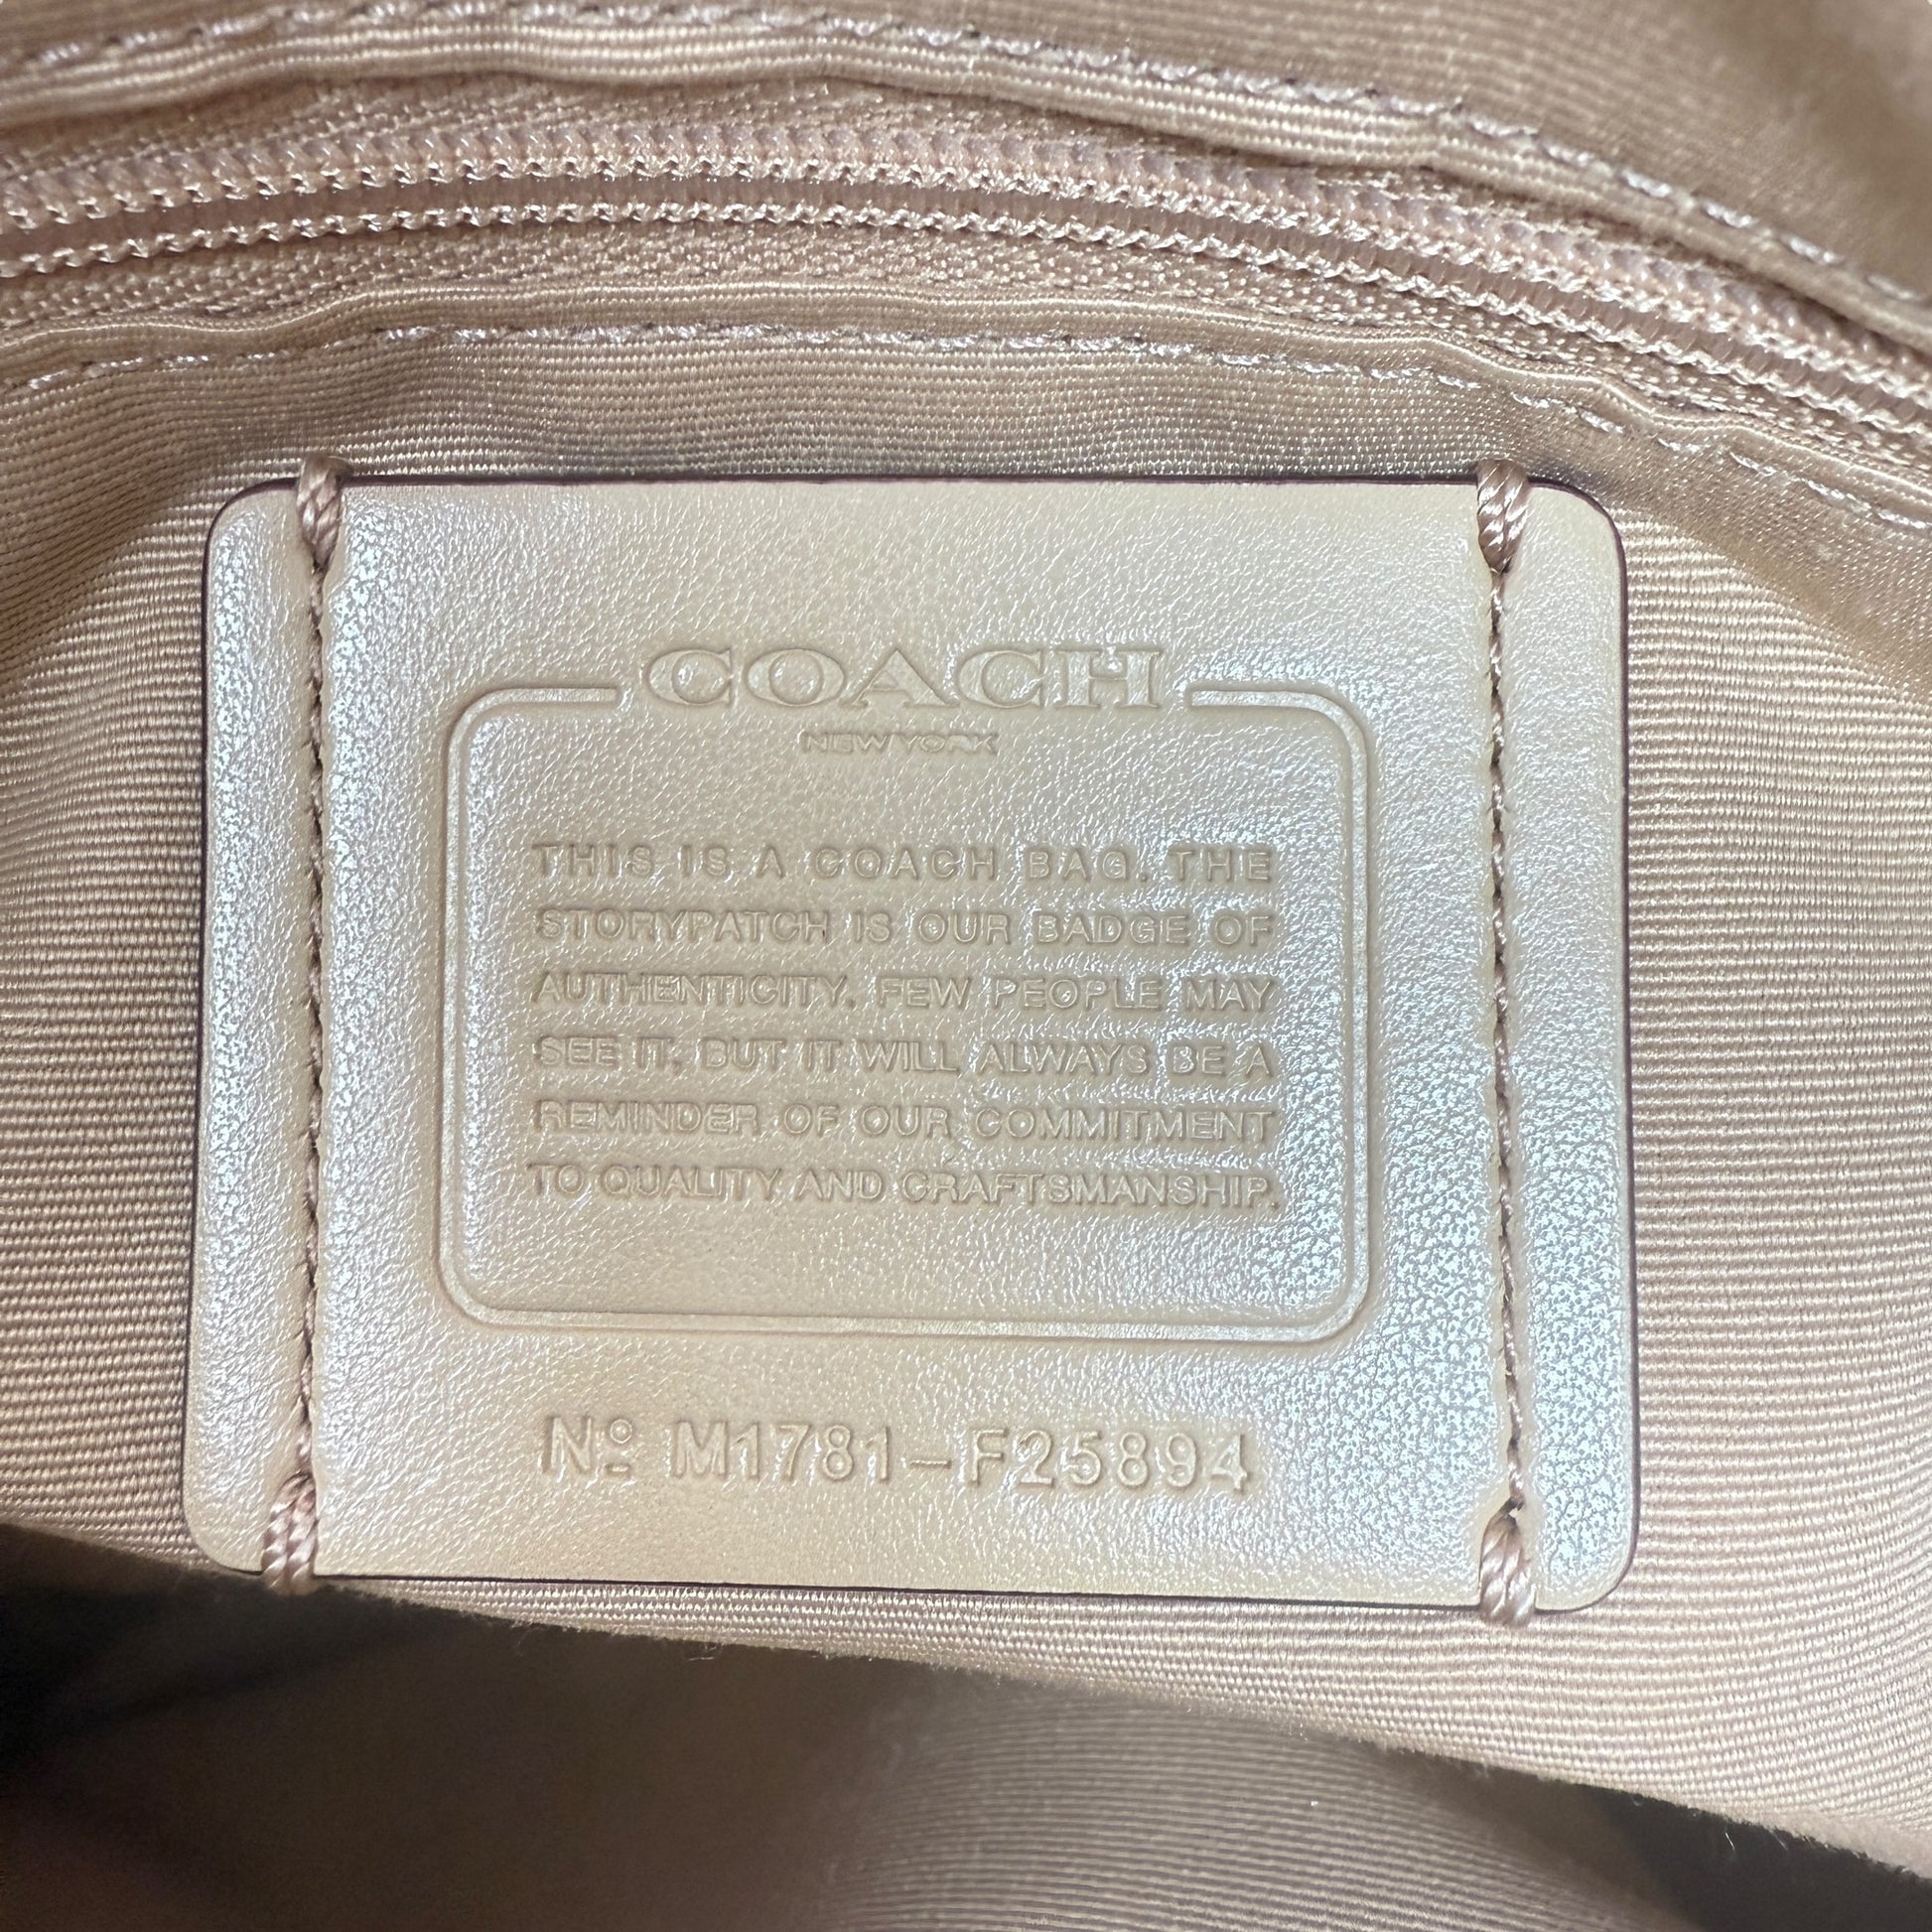 COACH
NEW YORK
THIS IS A COACH BAG. THE
STORYPATCH IS OUR BADGE OF
AUTHENTICITY. FEW PEOPLE MAY
SEE IT, BUT IT WILL ALWAYS BE A
REMINDER OF OUR COMMITMENT
TO QUALITY AND CRAFTSMANSHIP.
Nº M1781-F25894